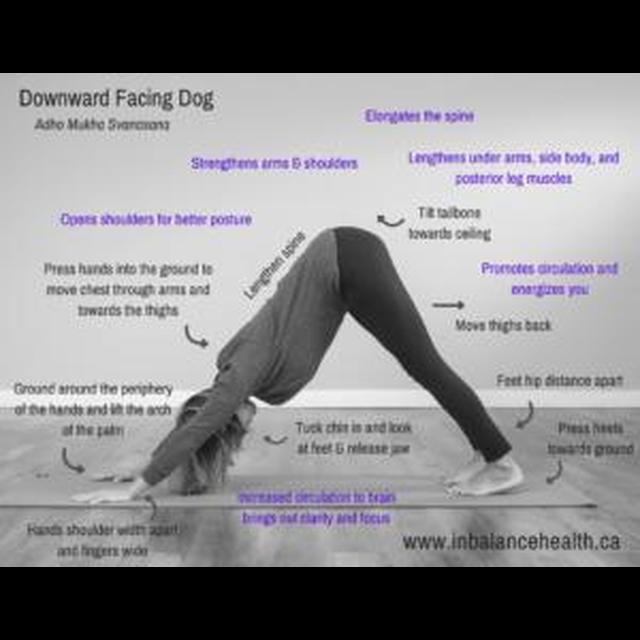 Downward Facing Dog
Adho Mukha Svanasana
Elongates the spine
Strengthens arms & shoulders
Lengthens under arms, side body, and
posterior leg muscles
Opens shoulders for better posture
Tilt tailbone
towards ceiling
Lengthen spine
Press hands into the ground to
move chest through arms and
towards the thighs
Promotes circulation and
energizes you
Move thighs back
Ground around the periphery
of the hands and lift the arch
of the palm
Feet hip distance apart
Tuck chin in and look
at feet & release jaw
Press heels
towards ground
Increased circulation to brain
brings out clarity and focus
Hands shoulder width apart
and fingers wide
www.inbalancehealth.ca